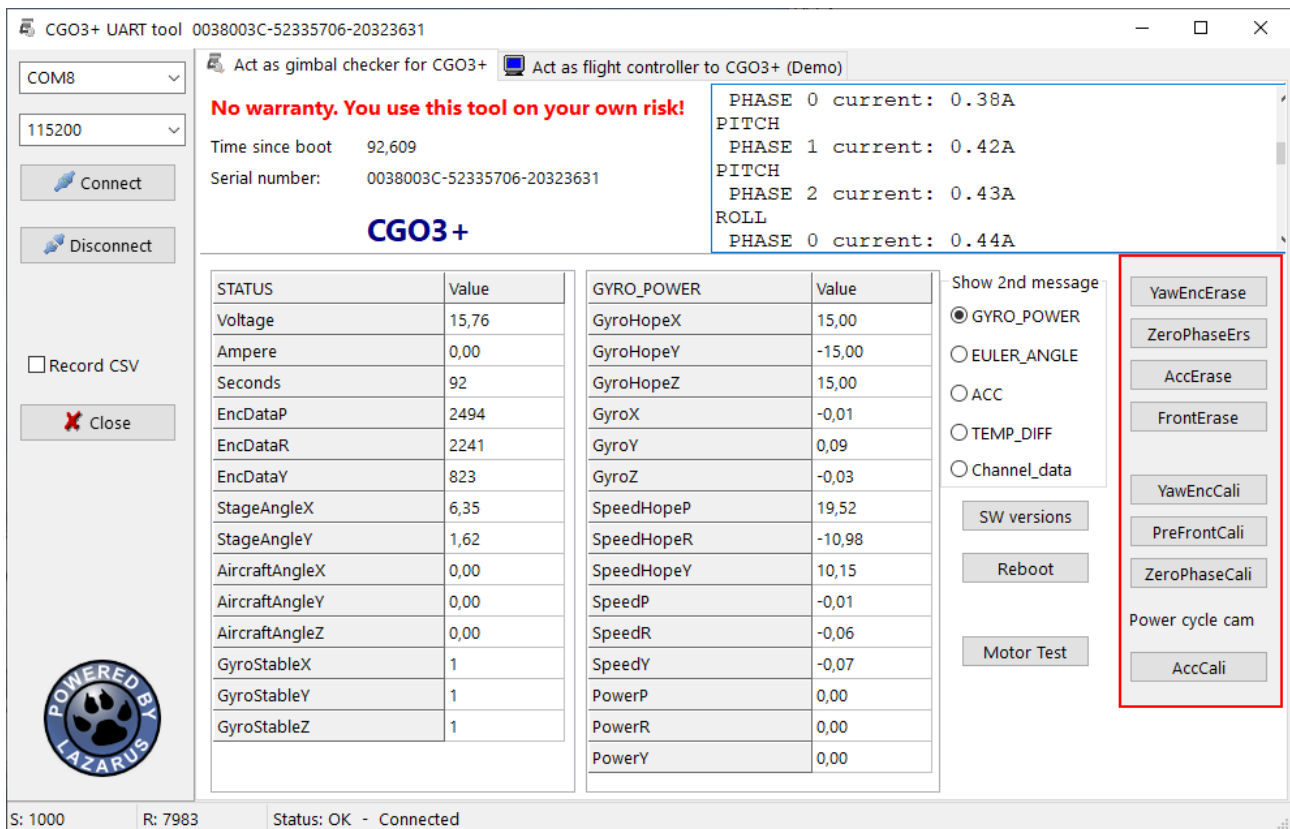 CGO3+ UART tool 0038003C-52335706-20323631
COM8
115200
Connect
Disconnect
Record CSV
Close
POWERED BY
LAZARUS
Act as gimbal checker for CGO3+
Act as flight controller to CGO3+ (Demo)
No warranty. You use this tool on your own risk!
Time since boot 92,609
Serial number: 0038003C-52335706-20323631
CGO3+
PHASE 0 current: 0.38A
PITCH
PHASE 1 current: 0.42A
PITCH
PHASE 2 current: 0.43A
ROLL
PHASE 0 current: 0.44A
STATUS Value
Voltage 15,76
Ampere 0,00
Seconds 92
EncDataP 2494
EncDataR 2241
EncDataY 823
StageAngleX 6,35
StageAngleY 1,62
AircraftAngleX 0,00
AircraftAngleY 0,00
AircraftAngleZ 0,00
GyroStableX 1
GyroStableY 1
GyroStableZ 1
GYRO_POWER Value
GyroHopeX 15,00
GyroHopeY -15,00
GyroHopeZ 15,00
GyroX -0,01
GyroY 0,09
GyroZ -0,03
SpeedHopeP 19,52
SpeedHopeR -10,98
SpeedHopeY 10,15
SpeedP -0,01
SpeedR -0,06
SpeedY -0,07
PowerP 0,00
PowerR 0,00
PowerY 0,00
Show 2nd message
GYRO_POWER
EULER_ANGLE
ACC
TEMP_DIFF
Channel_data
SW versions
Reboot
Motor Test
YawEncErase
ZeroPhaseErs
AccErase
FrontErase
YawEncCali
PreFrontCali
ZeroPhaseCali
Power cycle cam
AccCali
S: 1000 R: 7983 Status: OK - Connected